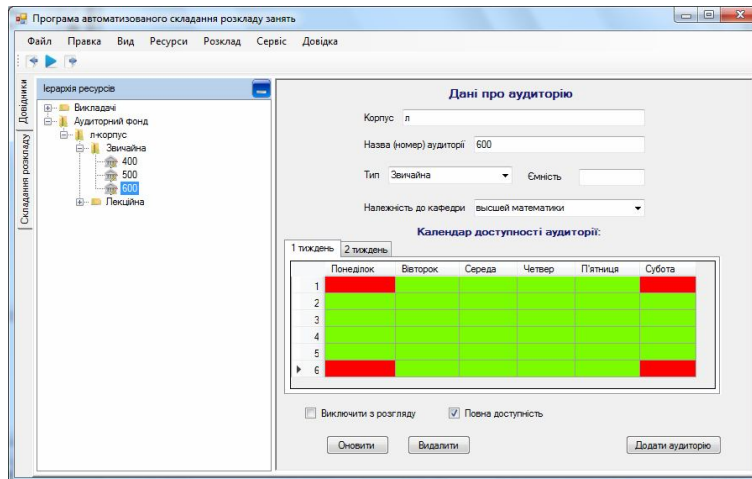 Програма автоматизованого складання розкладу занять
Файл Правка Вид Ресурси Розклад Сервіс Довідка
Довідники
Складання розкладу
Ієрархія ресурсів
Викладачі
Аудиторний фонд
л-корпус
Звичайна
400
500
600
Лекційна
Дані про аудиторію
Корпус л
Назва (номер) аудиторії 600
Тип Звичайна Ємність
Належність до кафедри высшей математики
Календар доступності аудиторії:
1 тиждень 2 тиждень
Понеділок Вівторок Середа Четвер П'ятниця Субота
1
2
3
4
5
6
Виключити з розгляду Повна доступність
Оновити Видалити Додати аудиторію